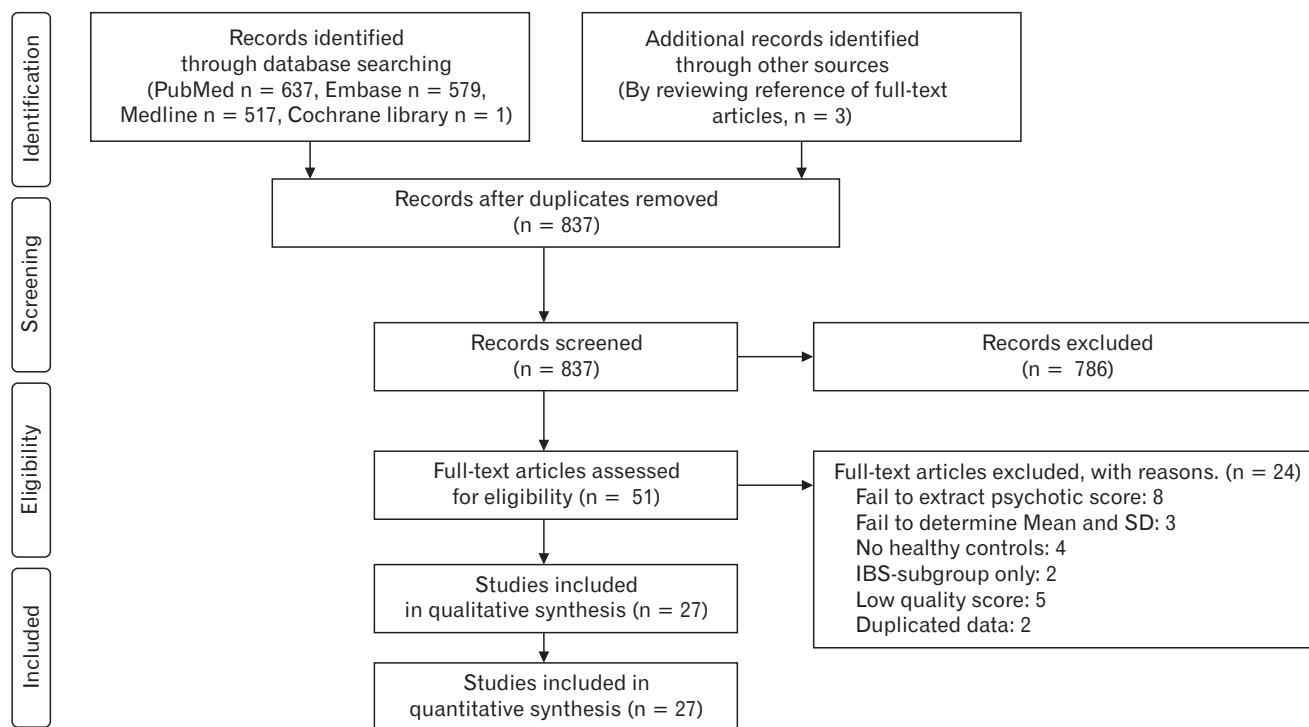 Identification
Records identified
through database searching
(PubMed n = 637, Embase n = 579,
Medline n = 517, Cochrane library n = 1)
Additional records identified
through other sources
(By reviewing reference of full-text
articles, n = 3)
Records after duplicates removed
(n = 837)
Screening
Records screened
(n = 837)
Records excluded
(n = 786)
Eligibility
Full-text articles assessed
for eligibility (n = 51)
Full-text articles excluded, with reasons. (n = 24)
Fail to extract psychotic score: 8
Fail to determine Mean and SD: 3
No healthy controls: 4
IBS-subgroup only: 2
Low quality score: 5
Duplicated data: 2
Included
Studies included
in qualitative synthesis (n = 27)
Studies included in
quantitative synthesis (n = 27)